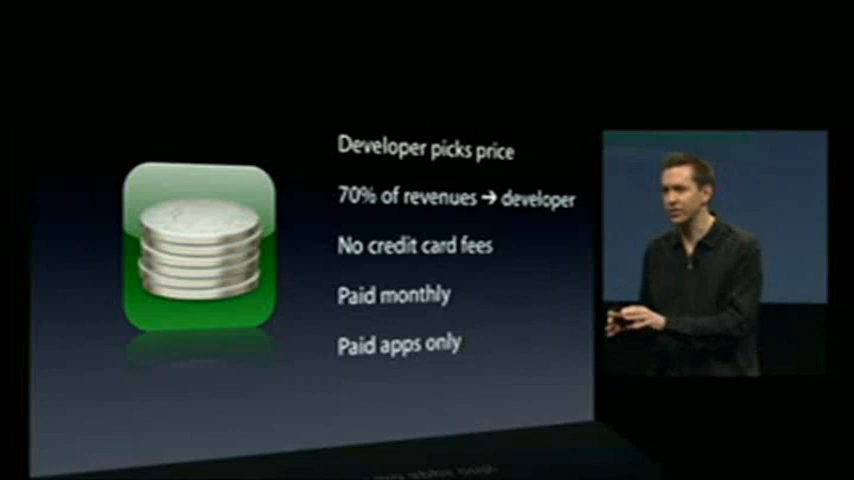 Developer picks price
70% of revenues → developer
No credit card fees
Paid monthly
Paid apps only